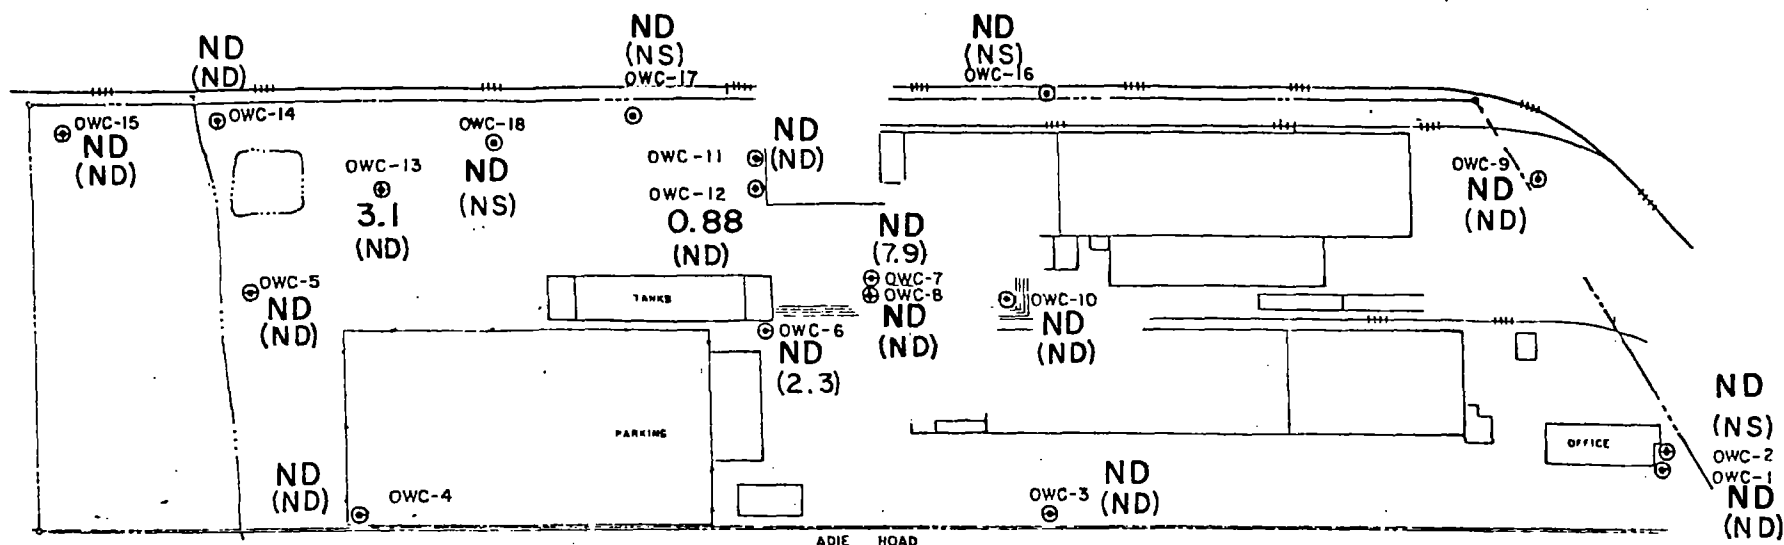 ND
(ND)
OWC-14
ND
(NS)
OWC-17
ND
(NS)
OWC-16
OWC-15
ND
(ND)
OWC-18
ND
(NS)
OWC-13
3.1
(ND)
OWC-11
ND
(ND)
OWC-12
0.88
(ND)
OWC-9
ND
(ND)
ND
(7.9)
OWC-7
OWC-8
ND
(ND)
OWC-5
ND
(ND)
TANKS
OWC-10
ND
(ND)
OWC-6
ND
(2.3)
PARKING
OFFICE
ND
(NS)
OWC-2
OWC-1
ND
(ND)
ND
(ND)
OWC-4
OWC-3
ND
(ND)
ADIE ROAD